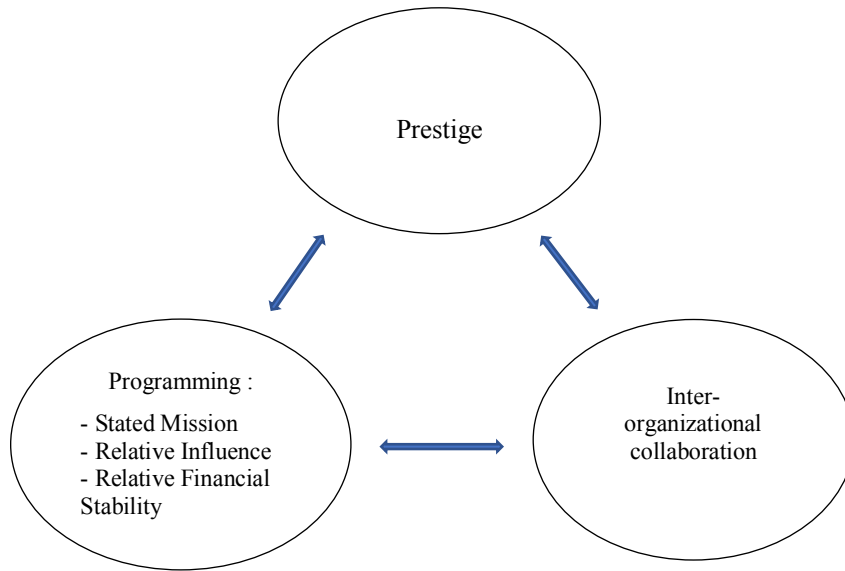 Prestige
Programming :
- Stated Mission
- Relative Influence
- Relative Financial
Stability
Inter-
organizational
collaboration